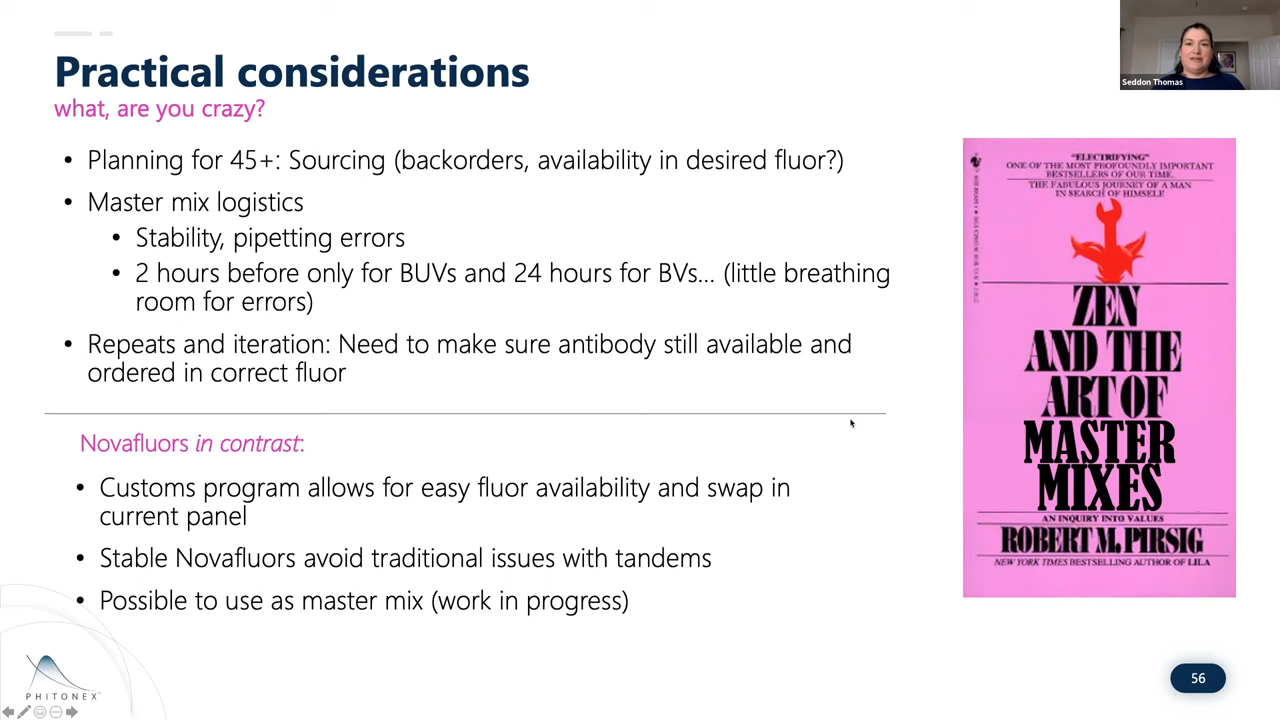 Seddon Thomas
Practical considerations
what, are you crazy?
• Planning for 45+: Sourcing (backorders, availability in desired fluor?)
• Master mix logistics
• Stability, pipetting errors
• 2 hours before only for BUVs and 24 hours for BVs... (little breathing
room for errors)
• Repeats and iteration: Need to make sure antibody still available and
ordered in correct fluor
Novafluors in contrast:
• Customs program allows for easy fluor availability and swap in
current panel
• Stable Novafluors avoid traditional issues with tandems
• Possible to use as master mix (work in progress)
"ELECTRIFYING"
ONE OF THE MOST PROFOUNDLY IMPORTANT
BESTSELLERS OF OUR TIME.
THE FABULOUS JOURNEY OF A MAN
IN SEARCH OF HIMSELF
ZEN
AND THE
ART OF
MASTER
MIXES
AN INQUIRY INTO VALUES
ROBERT M. PIRSIG
NEW YORK TIMES BESTSELLING AUTHOR OF LILA
PHITONEX
56